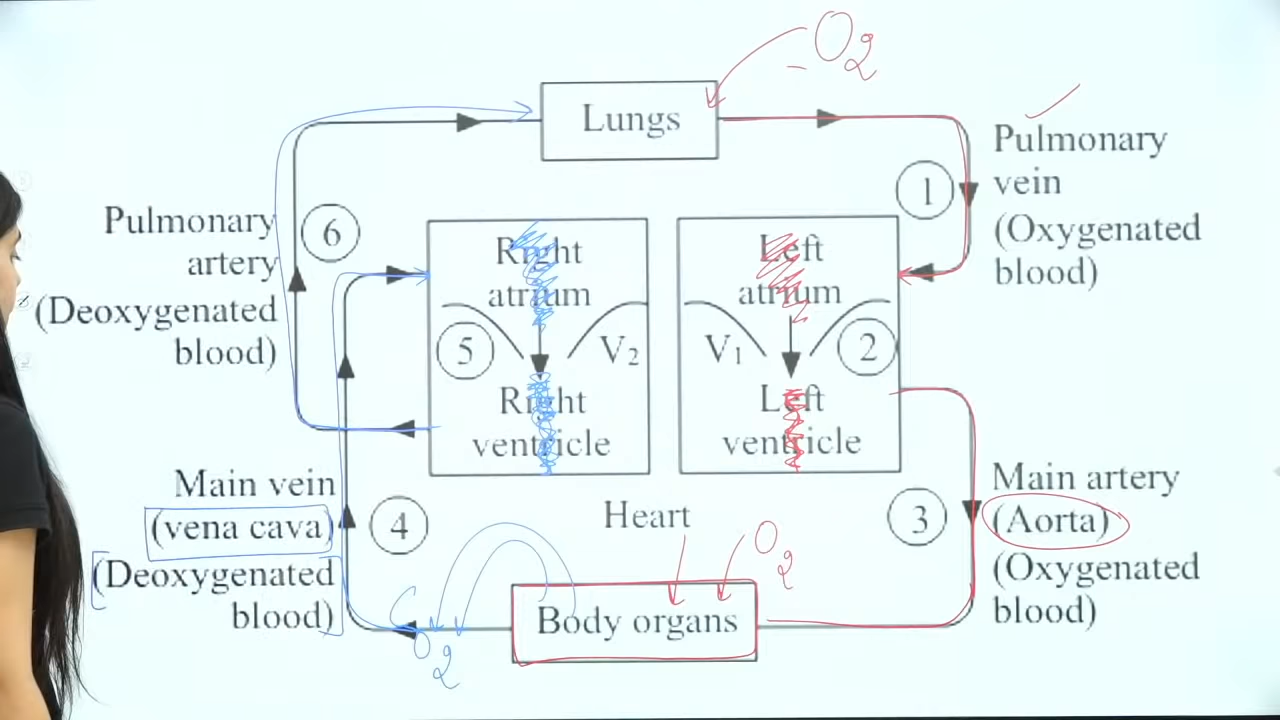 O2
Lungs
Pulmonary
vein
(Oxygenated
blood)
1
Pulmonary
artery
(Deoxygenated
blood)
6
Right
atrium
5
V2
Right
ventricle
Left
atrium
V1
2
Left
ventricle
Heart
Main vein
(vena cava)
(Deoxygenated
blood)
4
3
Main artery
(Aorta)
(Oxygenated
blood)
O2
Body organs
CO2